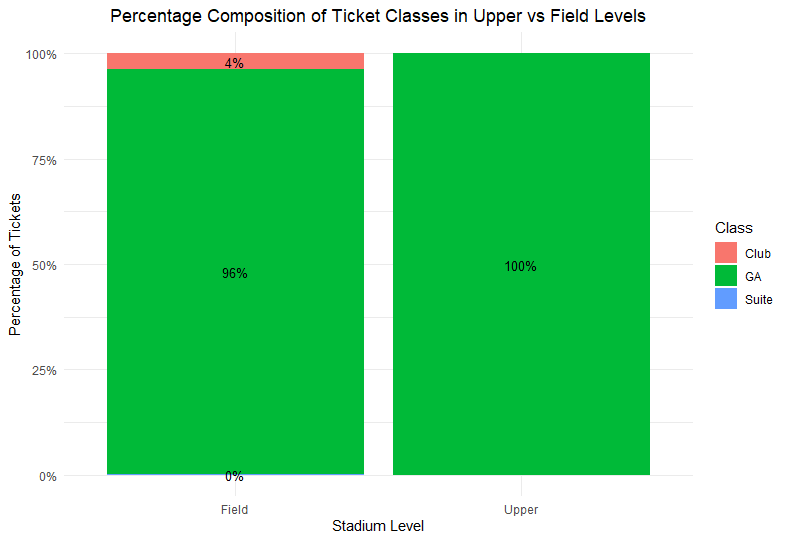 Percentage Composition of Ticket Classes in Upper vs Field Levels
100%
75%
50%
25%
0%
Percentage of Tickets
4%
96%
0%
100%
Field
Upper
Stadium Level
Class
Club
GA
Suite